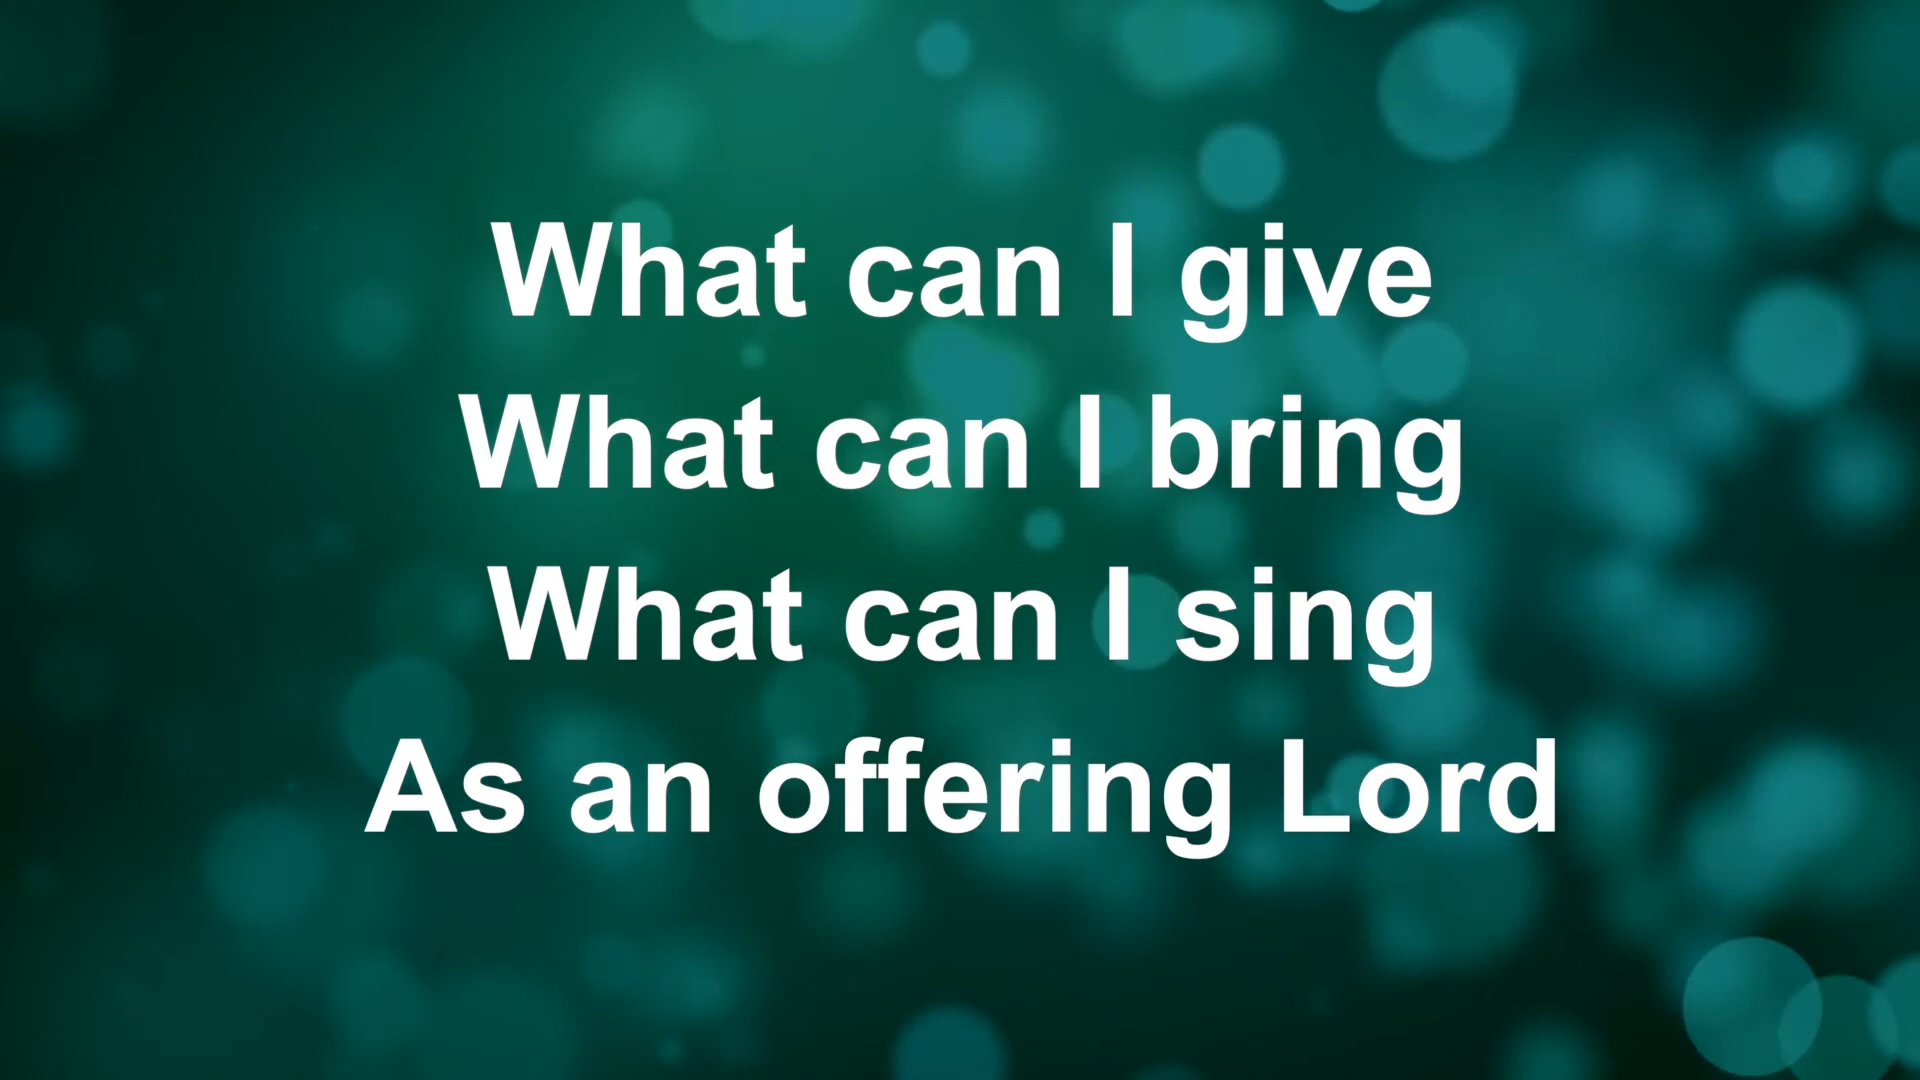 What can I give
What can I bring
What can I sing
As an offering Lord